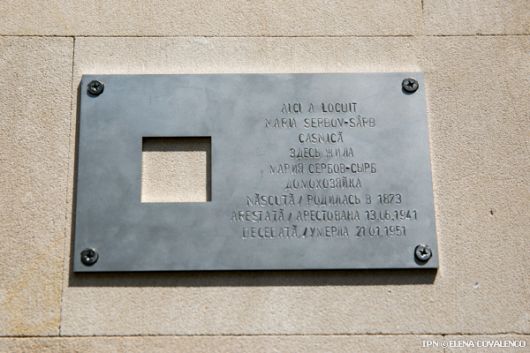 AICI A LOCUIT
MARIA SERBOV-SÂRB
CASNICĂ
ЗДЕСЬ ЖИЛА
МАРИЯ СЕРБОВ-СЫРБ
ДОМОХОЗЯЙКА
NĂSCUTĂ / РОДИЛАСЬ В 1873
ARESTATĂ / АРЕСТОВАНА 13.06.1941
DECEDATĂ / УМЕРЛА 21.01.1951
IPN ©ELENA COVALENCO